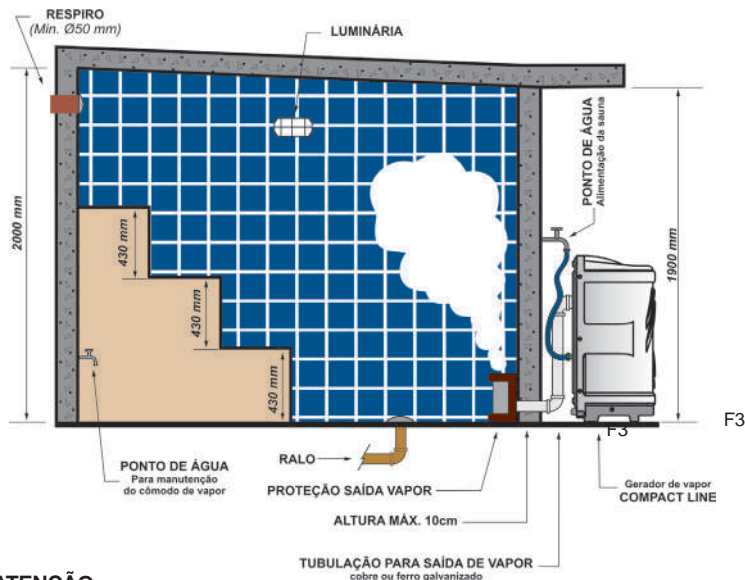 RESPIRO
(Min. Ø50 mm)
LUMINÁRIA
PONTO DE ÁGUA
Alimentação da sauna
2000 mm
430 mm
430 mm
430 mm
1900 mm
F3
F3
PONTO DE ÁGUA
Para manutenção
do cômodo de vapor
RALO
PROTEÇÃO SAÍDA VAPOR
Gerador de vapor
COMPACT LINE
ALTURA MÁX. 10cm
TUBULAÇÃO PARA SAÍDA DE VAPOR
cobre ou ferro galvanizado
ATENÇÃO